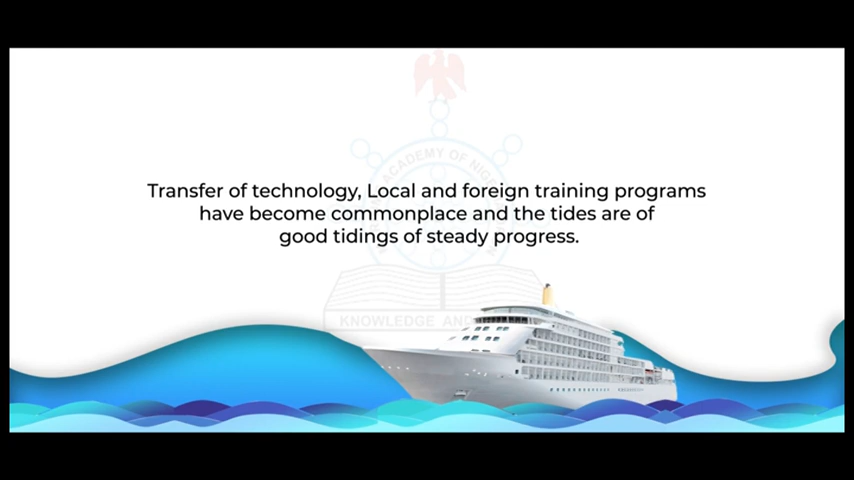 ACADEMY OF NIGE
Transfer of technology, Local and foreign training programs
have become commonplace and the tides are of
good tidings of steady progress.
KNOWLEDGE AND